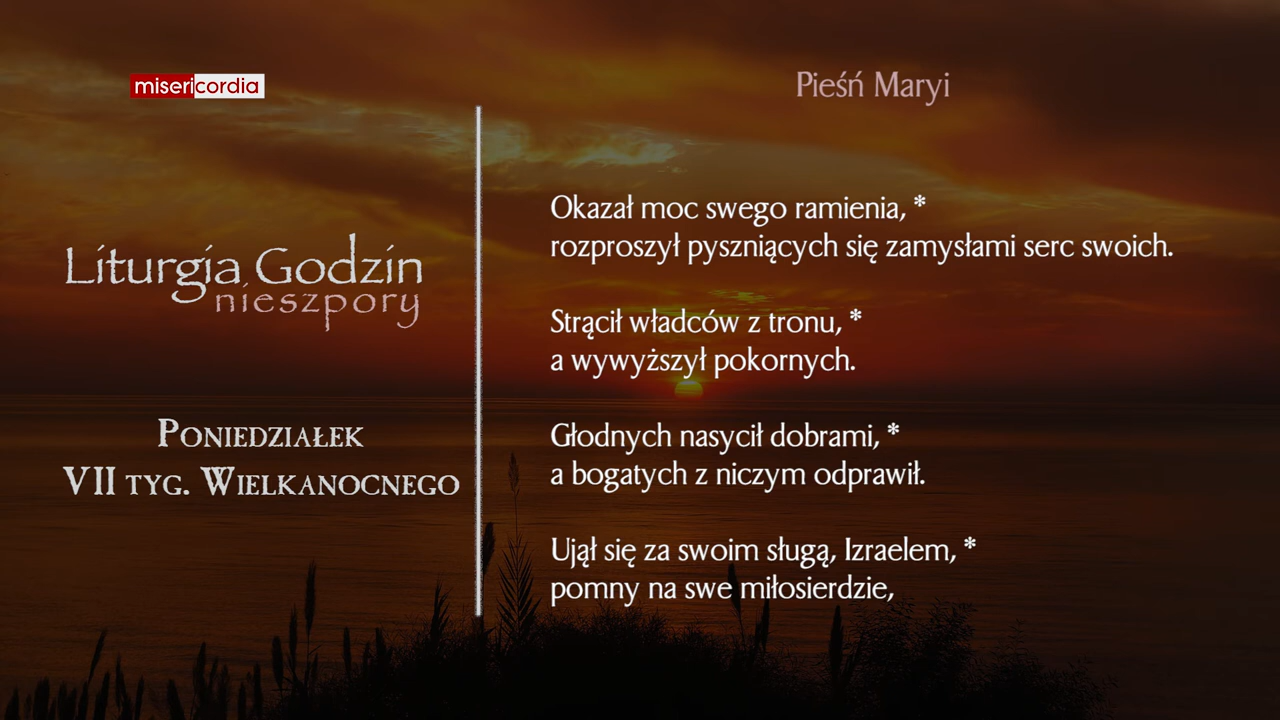 misericordia
Liturgia Godzin
nieszpory
Poniedziałek
VII tyg. Wielkanocnego
Pieśń Maryi
Okazał moc swego ramienia, *
rozproszył pyszniących się zamysłami serc swoich.
Strącił władców z tronu, *
a wywyższył pokornych.
Głodnych nasycił dobrami, *
a bogatych z niczym odprawił.
Ujął się za swoim sługą, Izraelem, *
pomny na swe miłosierdzie,